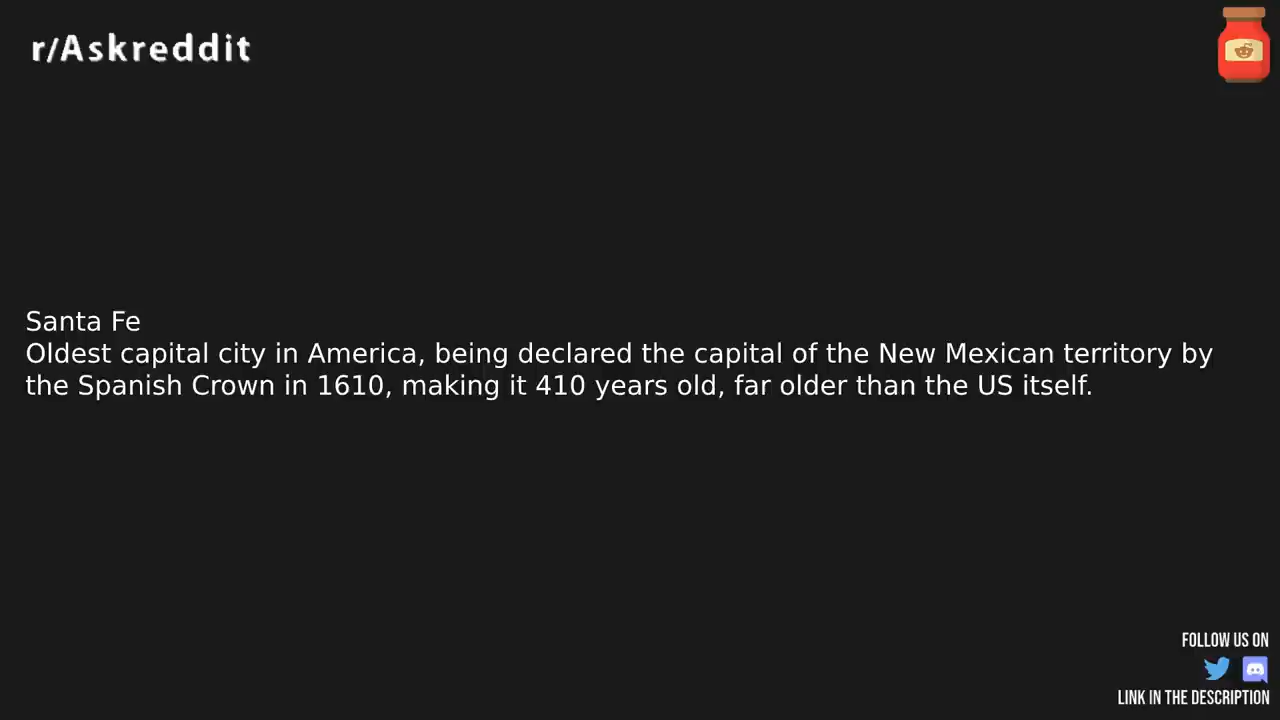 r/Askreddit
Santa Fe
Oldest capital city in America, being declared the capital of the New Mexican territory by
the Spanish Crown in 1610, making it 410 years old, far older than the US itself.
FOLLOW US ON
LINK IN THE DESCRIPTION